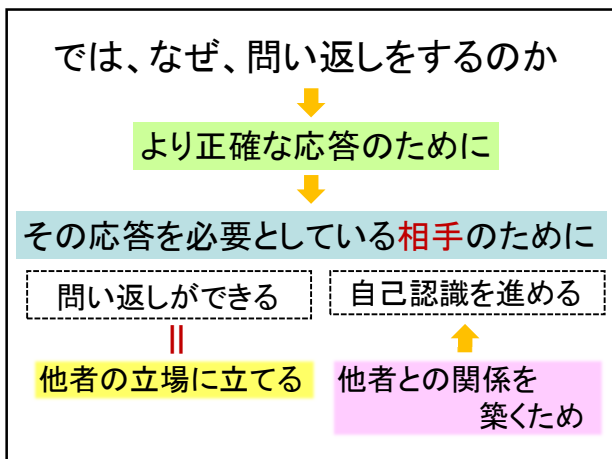 では、なぜ、問い返しをするのか
より正確な応答のために
その応答を必要としている相手のために
問い返しができる
自己認識を進める
他者の立場に立てる
他者との関係を
築くため